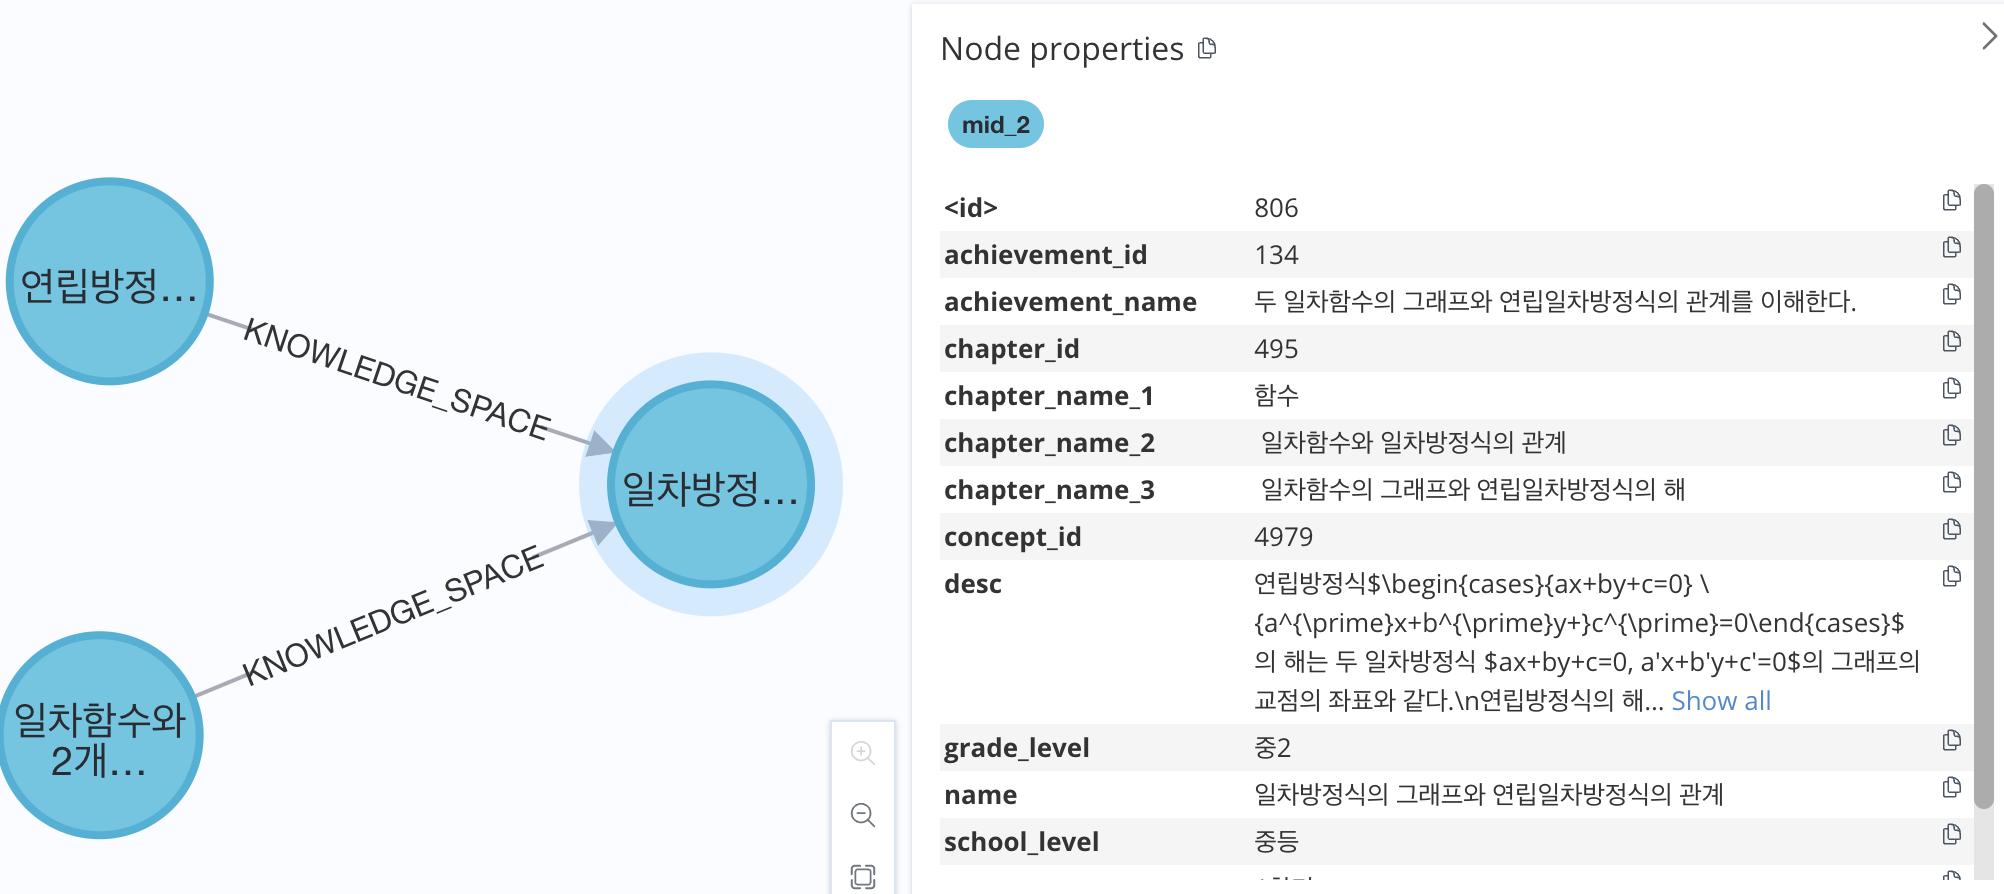 연립방정...
KNOWLEDGE_SPACE
일차방정...
KNOWLEDGE_SPACE
일차함수와
2개...
Node properties
mid_2
<id> 806
achievement_id 134
achievement_name 두 일차함수의 그래프와 연립일차방정식의 관계를 이해한다.
chapter_id 495
chapter_name_1 함수
chapter_name_2 일차함수와 일차방정식의 관계
chapter_name_3 일차함수의 그래프와 연립일차방정식의 해
concept_id 4979
desc 연립방정식$\begin{cases}{ax+by+c=0} \
{a^{\prime}x+b^{\prime}y+}c^{\prime}=0\end{cases}$
의 해는 두 일차방정식 $ax+by+c=0, a'x+b'y+c'=0$의 그래프의
교점의 좌표와 같다.\n연립방정식의 해... Show all
grade_level 중2
name 일차방정식의 그래프와 연립일차방정식의 관계
school_level 중등